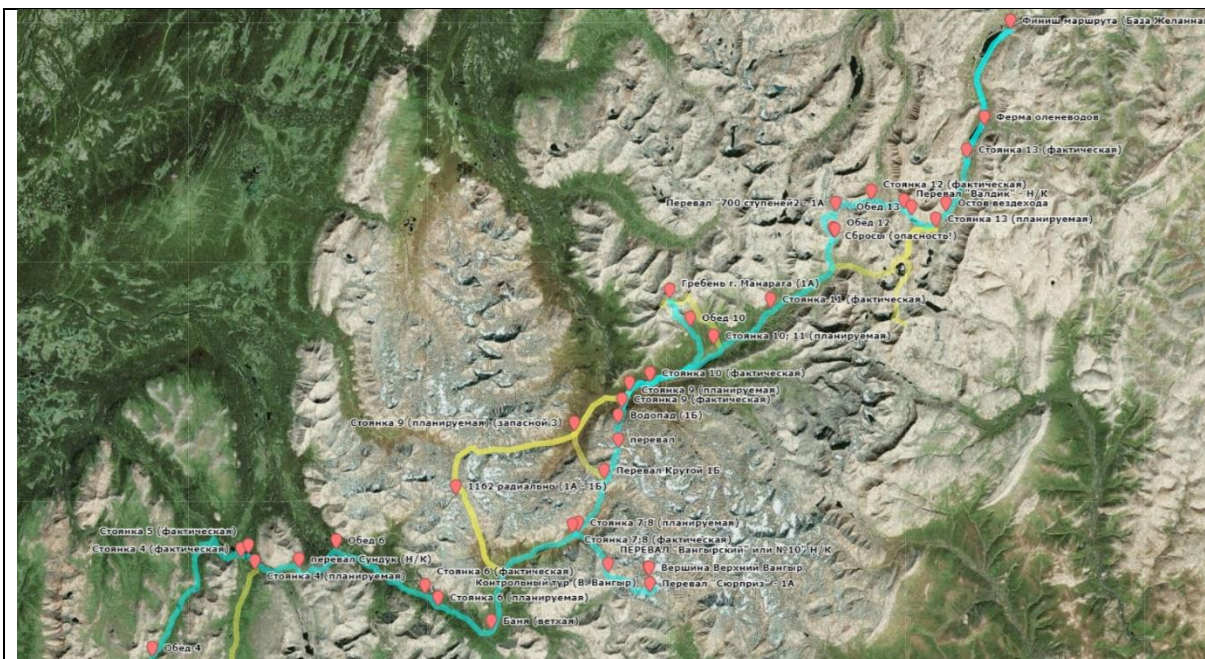 Финиш маршрута (База Желанная
Ферма оленеводов
Стоянка 13 (фактическая)
Стоянка 12 (фактическая)
Перевал "Валдик" - Н/К
Перевал "700 ступеней2 - 1А
Обед 13
Остов вездехода
Стоянка 13 (планируемая)
Обед 12
Сбросы (опасность!)
Гребень г. Манарага (1А)
Стоянка 11 (фактическая)
Обед 10
Стоянка 10; 11 (планируемая)
Стоянка 10 (фактическая)
Стоянка 9 (планируемая)
Стоянка 9 (фактическая)
Водопад (1Б)
Стоянка 9 (планируемая) (запасной 3)
перевал
Перевал Крутой 1Б
1162 радиально (1А - 1Б)
Стоянка 7;8 (планируемая)
Стоянка 5 (фактическая)
Обед 6
Стоянка 7;8 (фактическая)
Стоянка 4 (фактическая)
ПЕРЕВАЛ "Вангырский" или №10" Н/К
перевал Сундук (Н/К)
Вершина Верхний Вангыр
Стоянка 6 (фактическая)
Стоянка 4 (планируемая)
Контрольный тур (В. Вангыр)
Перевал "Сюрприз" - 1А
Стоянка 6 (планируемая)
Баня (ветхая)
Обед 4